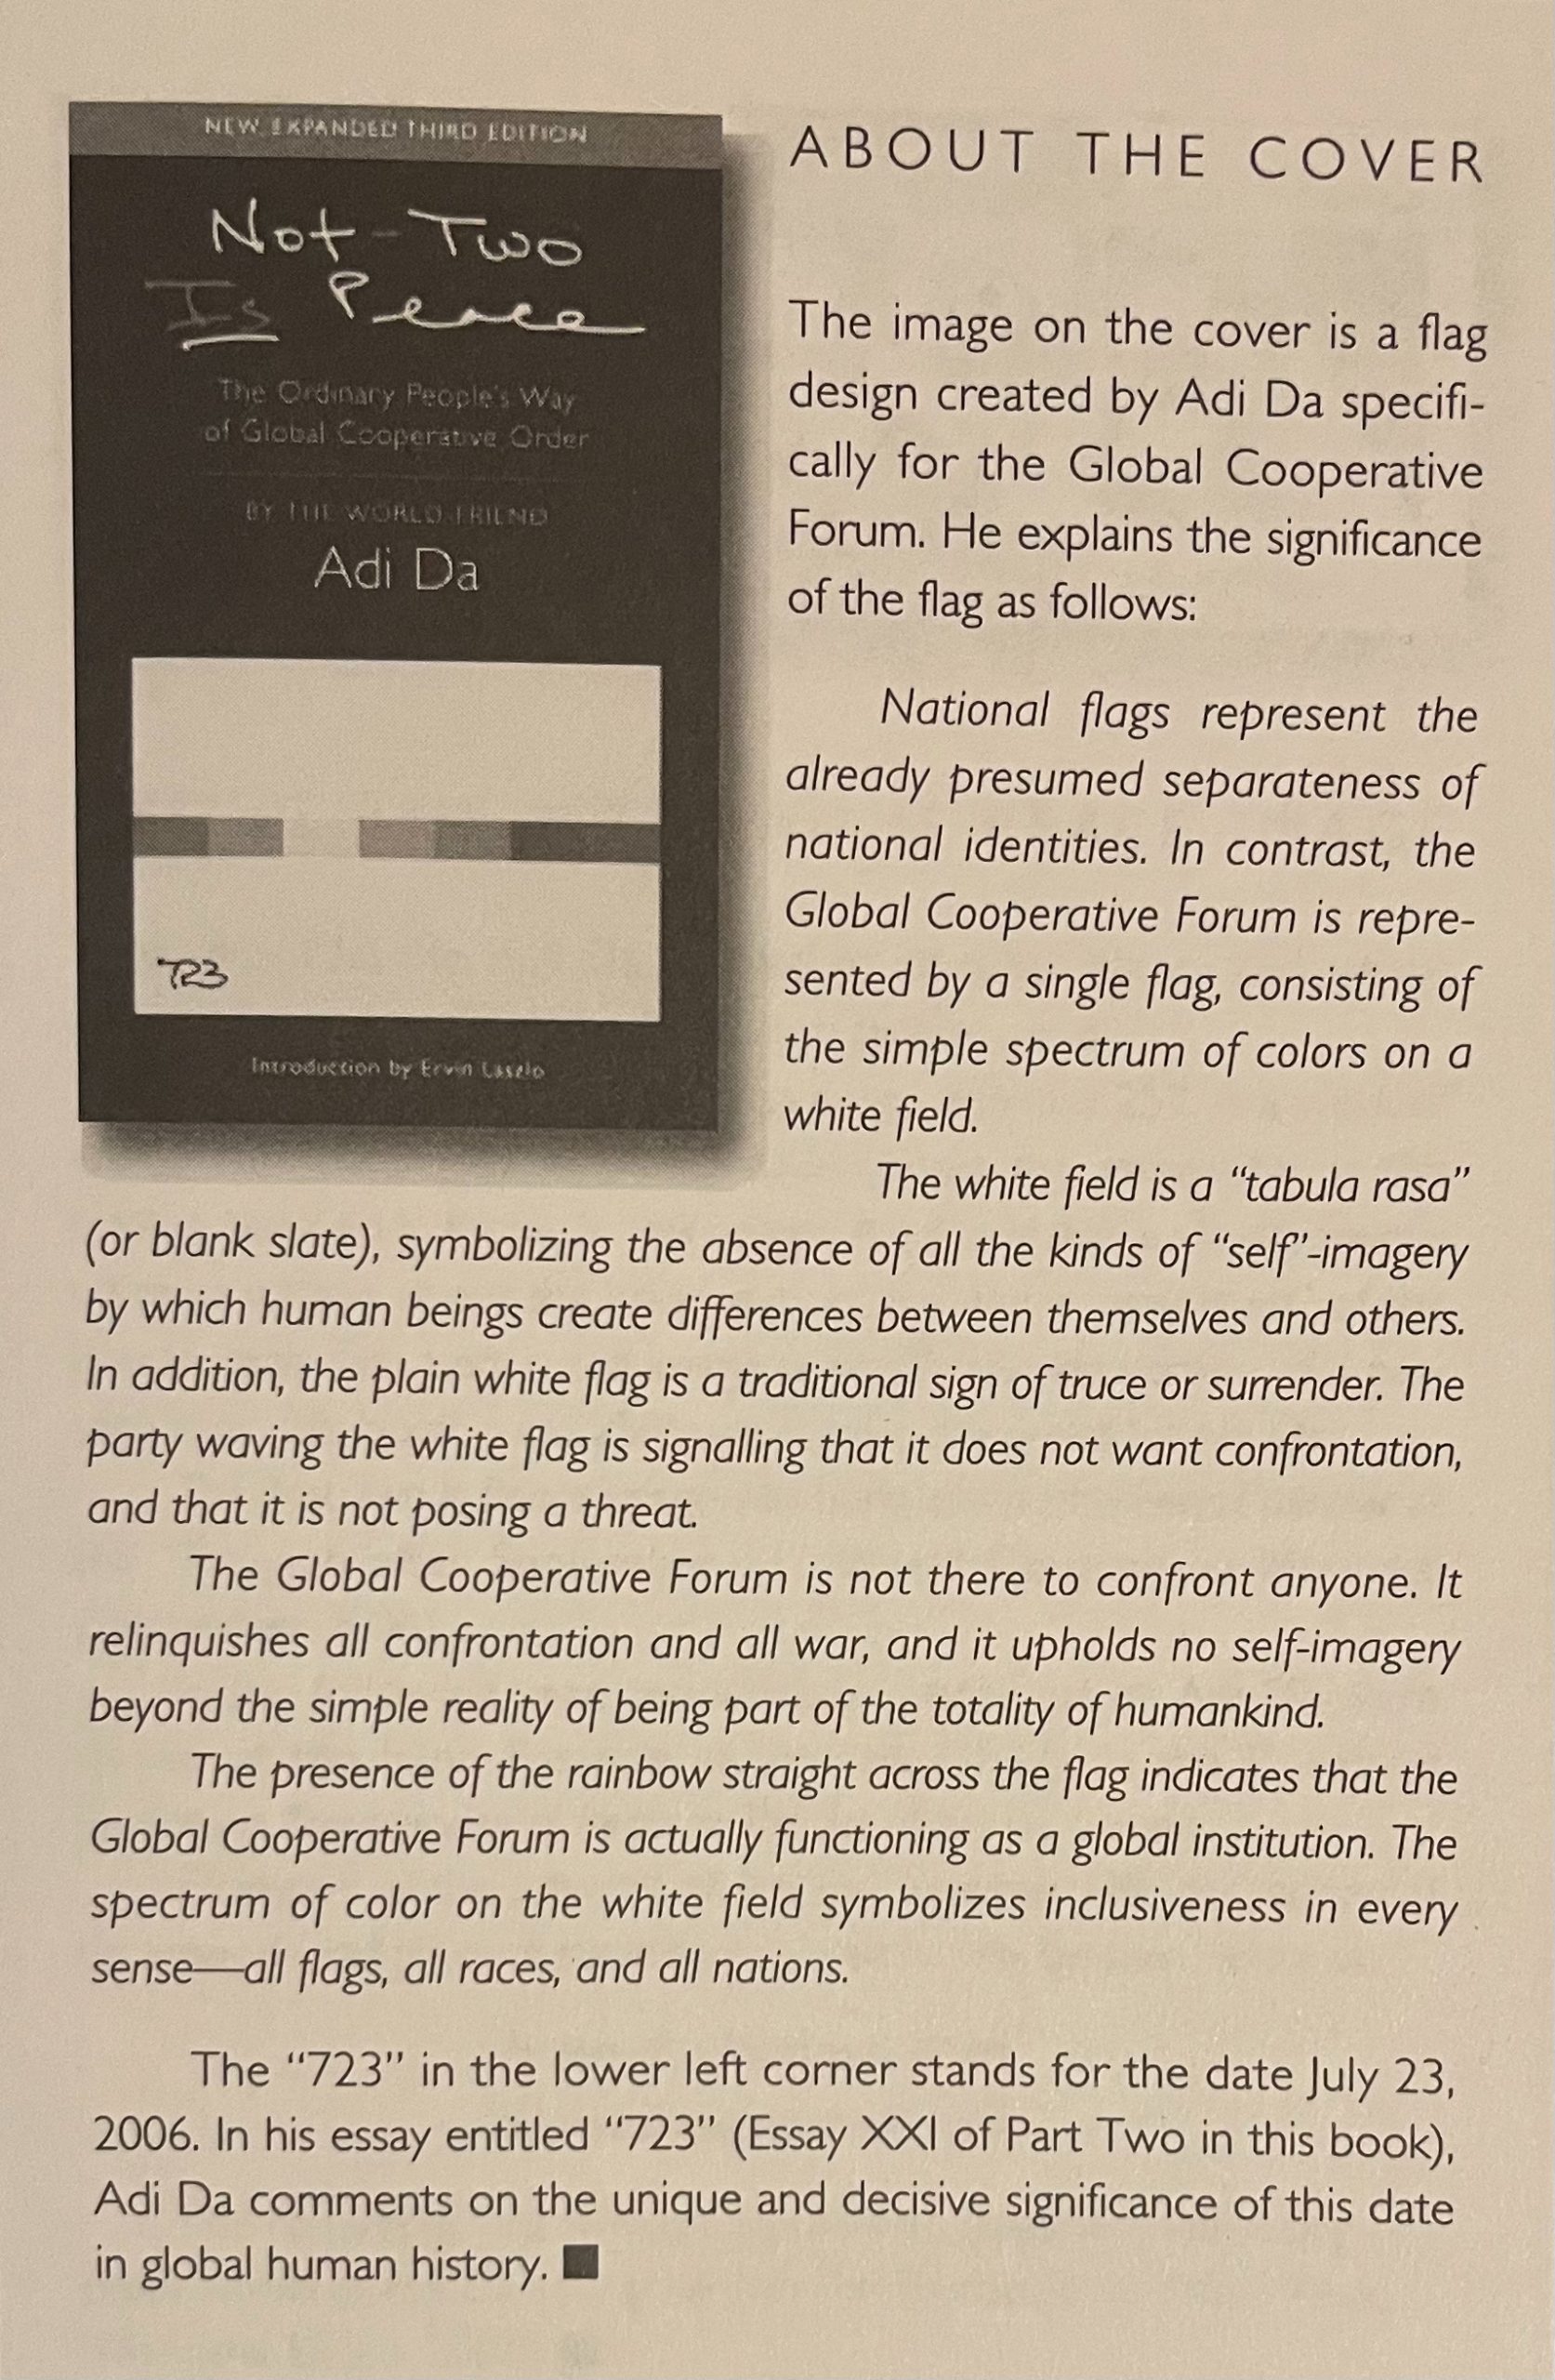 NEW EXPANDED THIRD EDITION
Not-Two
Is Peace
The Ordinary People's Way
of Global Cooperative Order
BY THE WORLD-FRIEND
Adi Da
723
Introduction by Ervin Laszlo
ABOUT THE COVER
The image on the cover is a flag
design created by Adi Da specifi-
cally for the Global Cooperative
Forum. He explains the significance
of the flag as follows:
National flags represent the
already presumed separateness of
national identities. In contrast, the
Global Cooperative Forum is repre-
sented by a single flag, consisting of
the simple spectrum of colors on a
white field.
The white field is a “tabula rasa”
(or blank slate), symbolizing the absence of all the kinds of “self”-imagery
by which human beings create differences between themselves and others.
In addition, the plain white flag is a traditional sign of truce or surrender. The
party waving the white flag is signalling that it does not want confrontation,
and that it is not posing a threat.
The Global Cooperative Forum is not there to confront anyone. It
relinquishes all confrontation and all war, and it upholds no self-imagery
beyond the simple reality of being part of the totality of humankind.
The presence of the rainbow straight across the flag indicates that the
Global Cooperative Forum is actually functioning as a global institution. The
spectrum of color on the white field symbolizes inclusiveness in every
sense—all flags, all races, and all nations.
The “723” in the lower left corner stands for the date July 23,
2006. In his essay entitled “723” (Essay XXI of Part Two in this book),
Adi Da comments on the unique and decisive significance of this date
in global human history. ■